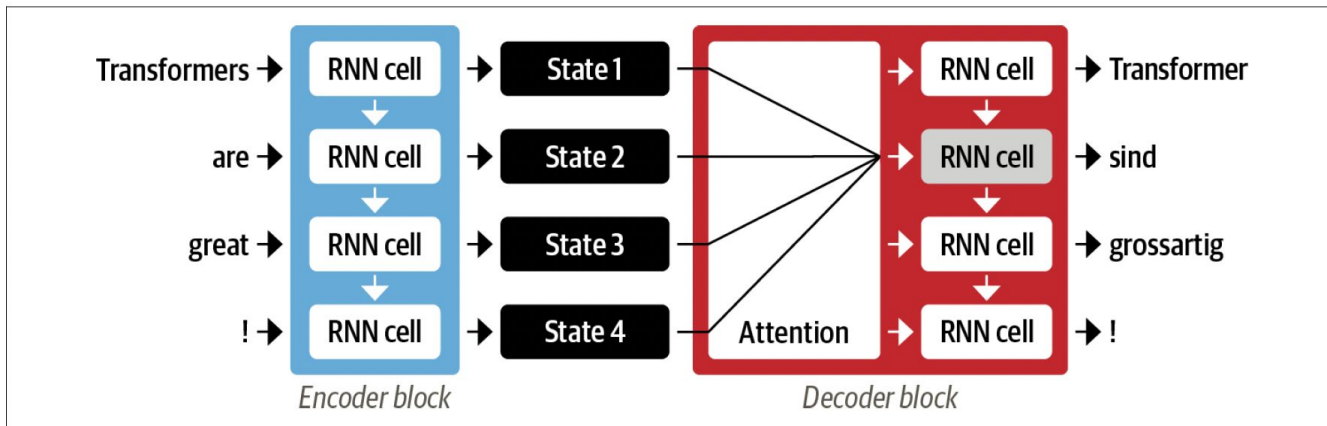 Transformers RNN cell State 1 RNN cell Transformer
are RNN cell State 2 RNN cell sind
great RNN cell State 3 RNN cell grossartig
! RNN cell State 4 Attention RNN cell !
Encoder block Decoder block